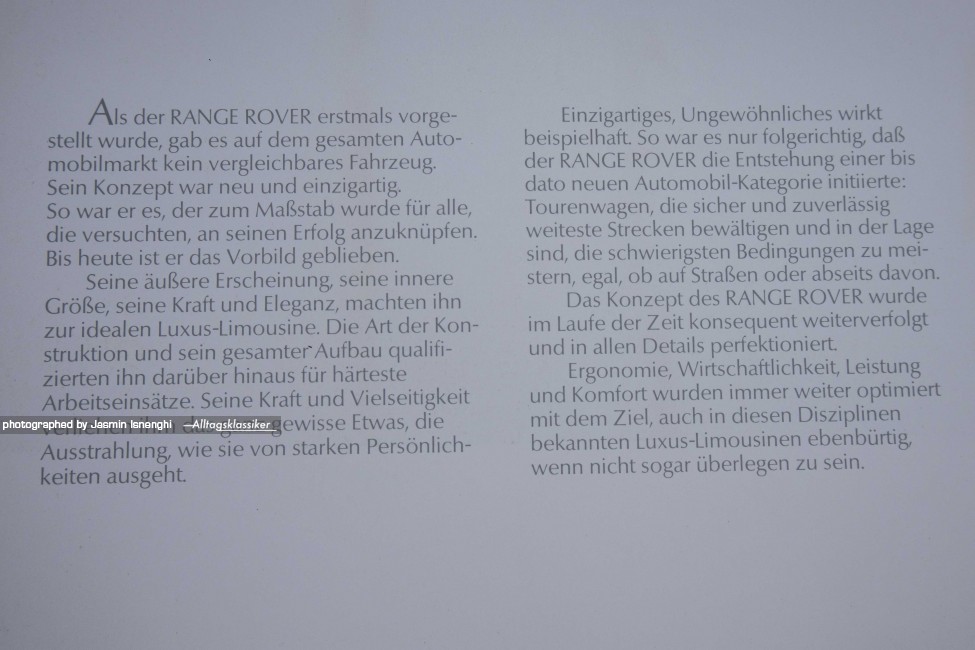 Als der RANGE ROVER erstmals vorge-
stellt wurde, gab es auf dem gesamten Auto-
mobilmarkt kein vergleichbares Fahrzeug.
Sein Konzept war neu und einzigartig.
So war er es, der zum Maßstab wurde für alle,
die versuchten, an seinen Erfolg anzuknüpfen.
Bis heute ist er das Vorbild geblieben.
Seine äußere Erscheinung, seine innere
Größe, seine Kraft und Eleganz, machten ihn
zur idealen Luxus-Limousine. Die Art der Kon-
struktion und sein gesamter Aufbau qualifi-
zierten ihn darüber hinaus für härteste
Arbeitseinsätze. Seine Kraft und Vielseitigkeit
verliehen ihm das gewisse Etwas, die
Ausstrahlung, wie sie von starken Persönlich-
keiten ausgeht.
Einzigartiges, Ungewöhnliches wirkt
beispielhaft. So war es nur folgerichtig, daß
der RANGE ROVER die Entstehung einer bis
dato neuen Automobil-Kategorie initiierte:
Tourenwagen, die sicher und zuverlässig
weiteste Strecken bewältigen und in der Lage
sind, die schwierigsten Bedingungen zu mei-
stern, egal, ob auf Straßen oder abseits davon.
Das Konzept des RANGE ROVER wurde
im Laufe der Zeit konsequent weiterverfolgt
und in allen Details perfektioniert.
Ergonomie, Wirtschaftlichkeit, Leistung
und Komfort wurden immer weiter optimiert
mit dem Ziel, auch in diesen Disziplinen
bekannten Luxus-Limousinen ebenbürtig,
wenn nicht sogar überlegen zu sein.
photographed by Jasmin Isnenghi —Alltagsklassiker